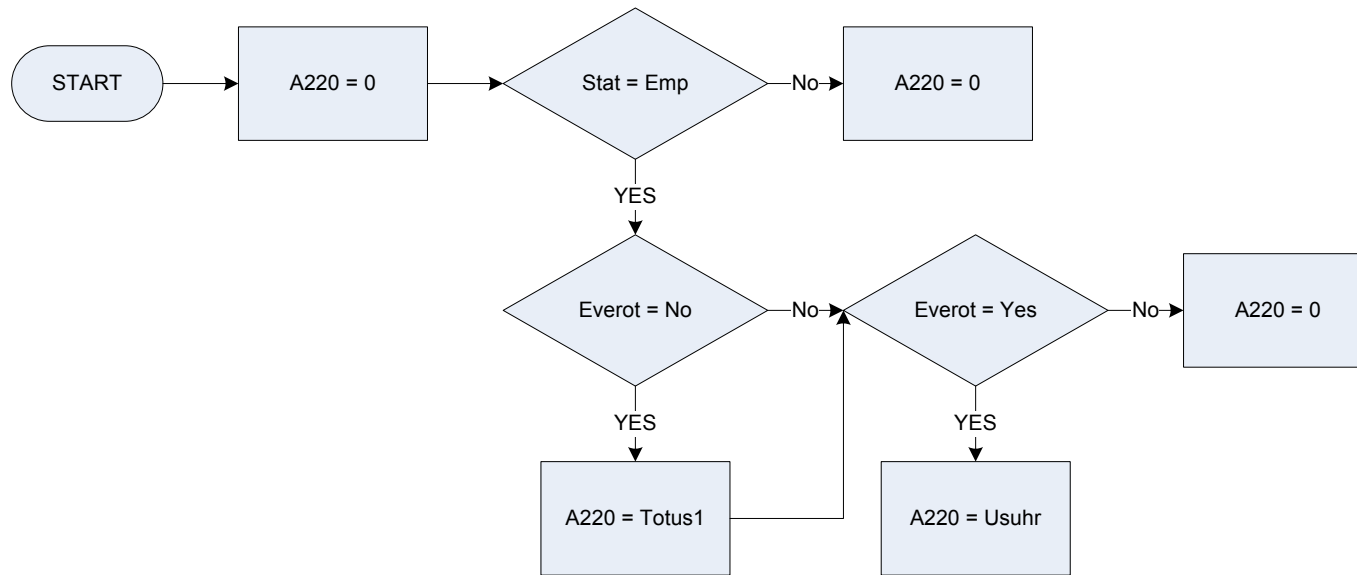 START
A220 = 0
Stat = Emp
No
A220 = 0
YES
Everot = No
No
Everot = Yes
No
A220 = 0
YES
YES
A220 = Totus1
A220 = Usuhr